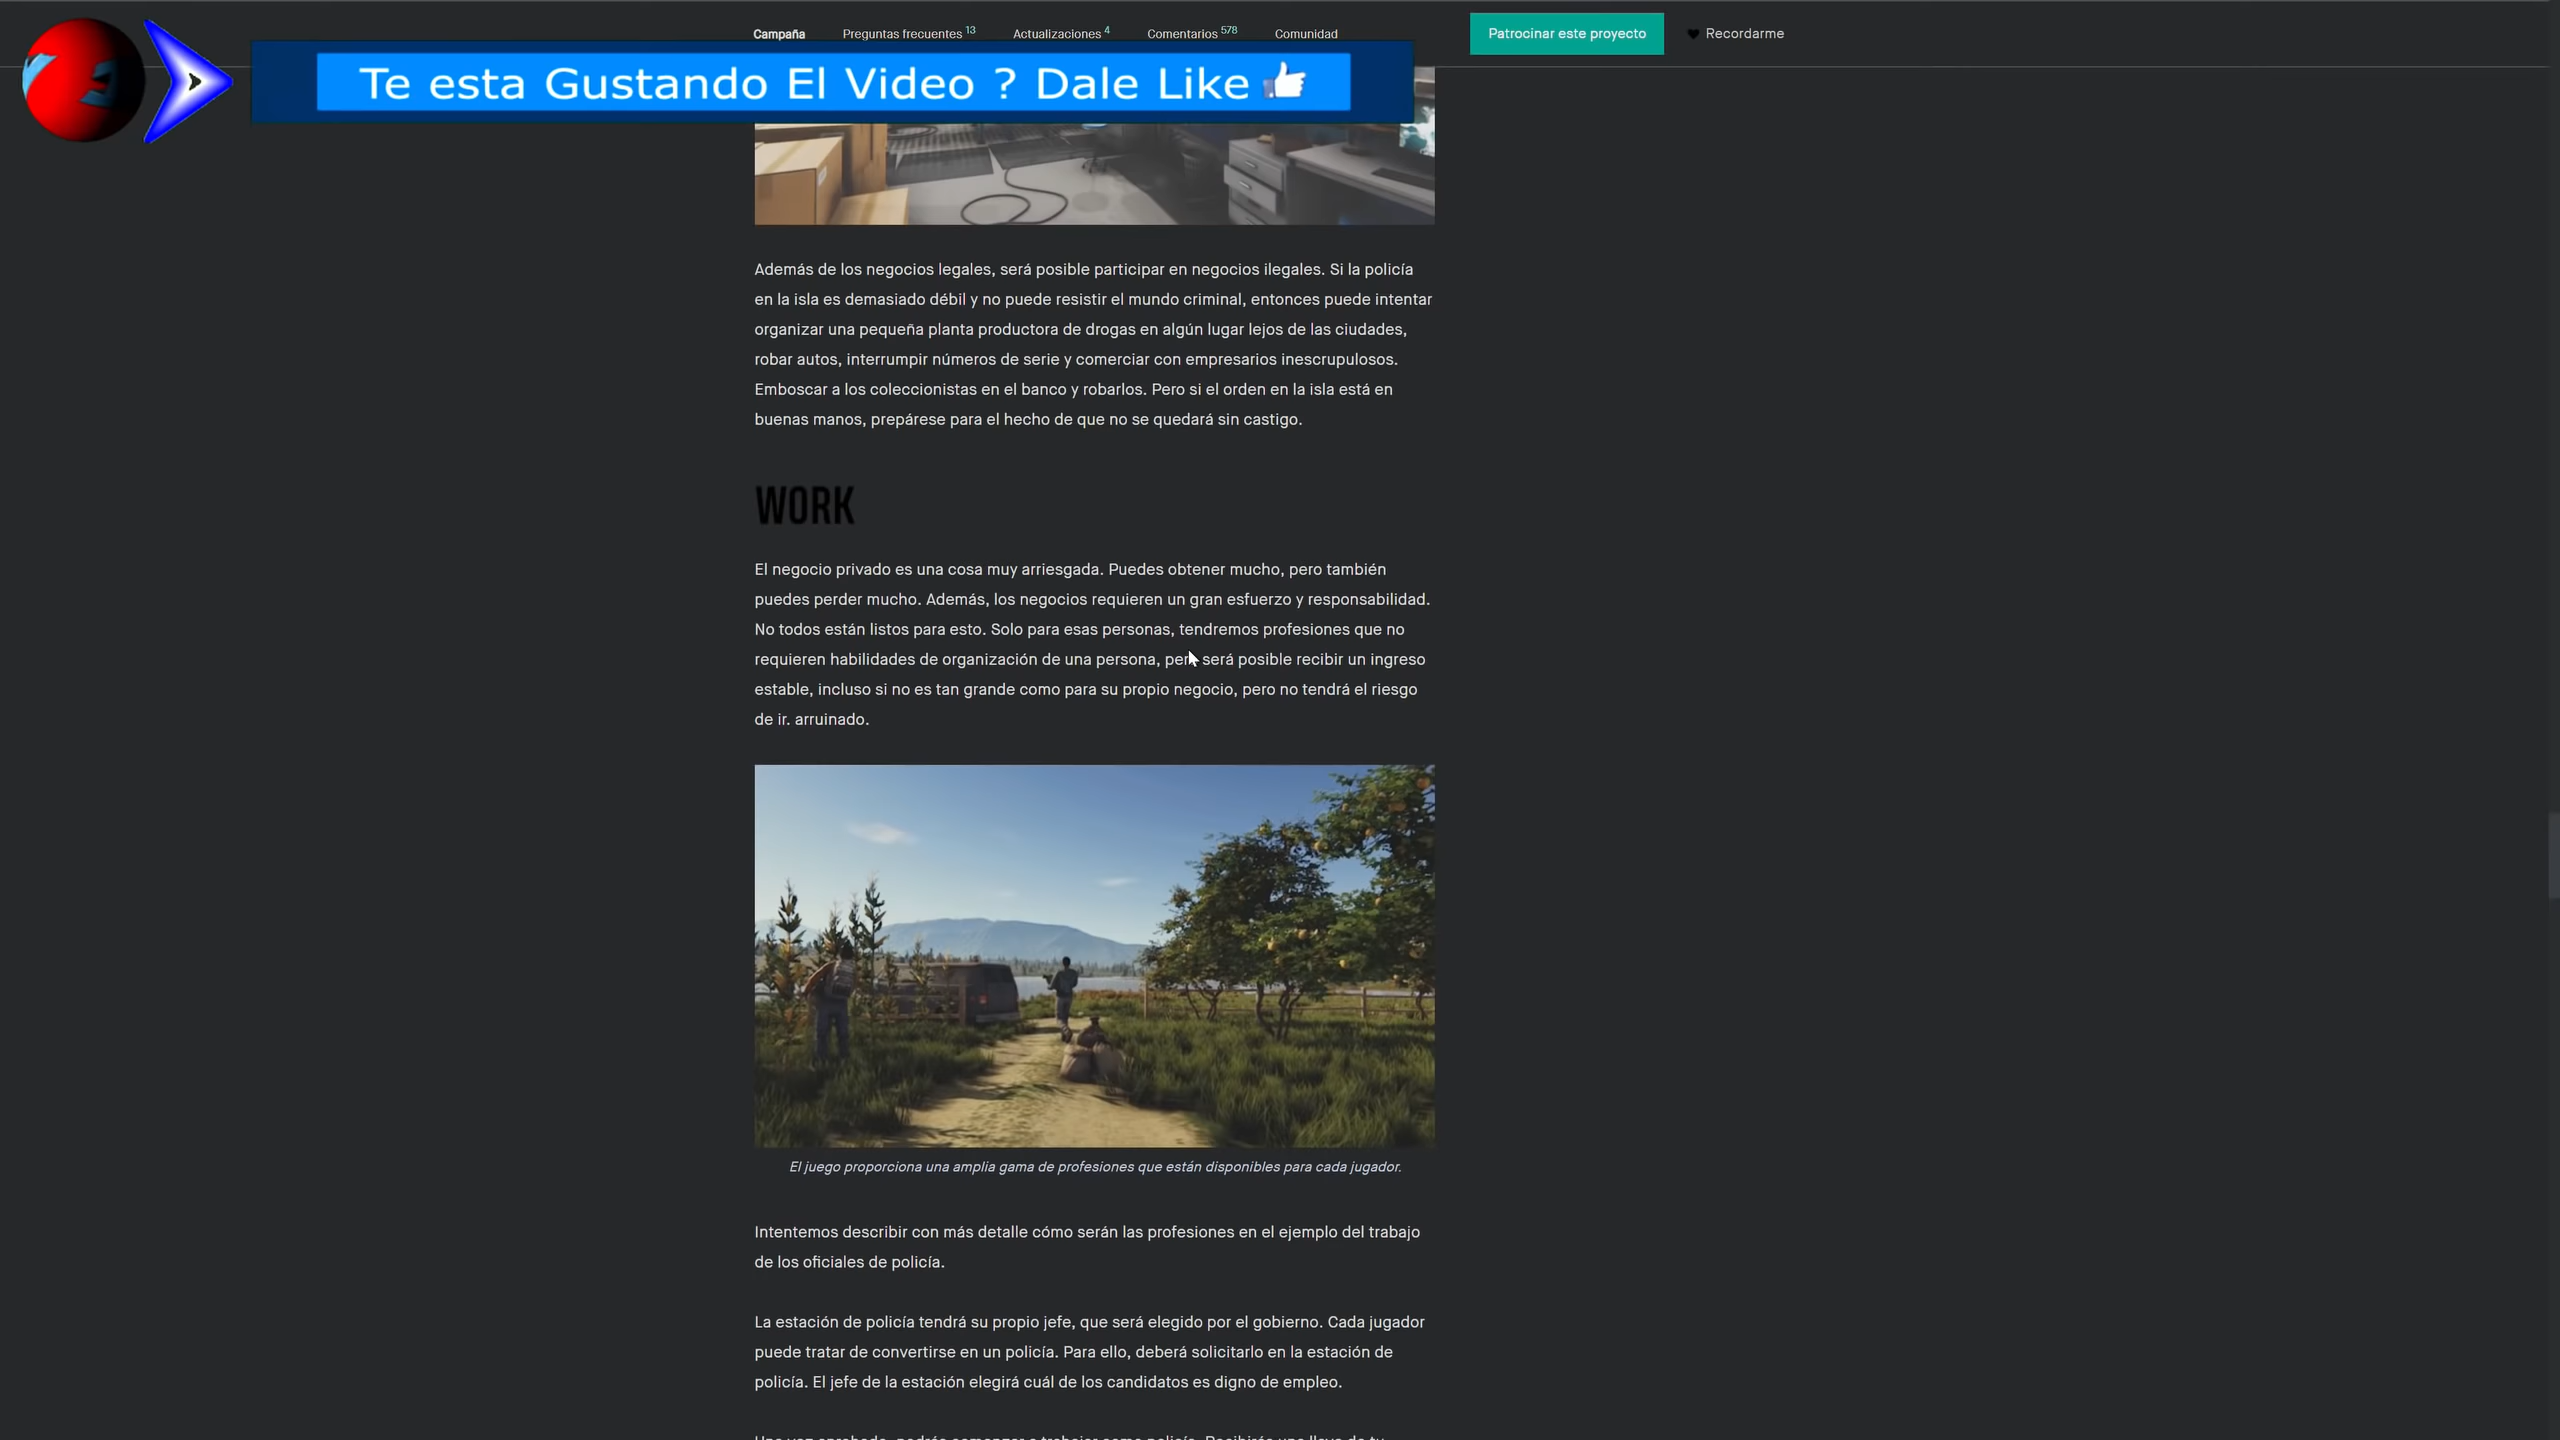 Campaña Preguntas frecuentes 13 Actualizaciones 4 Comentarios 578 Comunidad Patrocinar este proyecto Recordarme
Te esta Gustando El Video ? Dale Like
Además de los negocios legales, será posible participar en negocios ilegales. Si la policía
en la isla es demasiado débil y no puede resistir el mundo criminal, entonces puede intentar
organizar una pequeña planta productora de drogas en algún lugar lejos de las ciudades,
robar autos, interrumpir números de serie y comerciar con empresarios inescrupulosos.
Emboscar a los coleccionistas en el banco y robarlos. Pero si el orden en la isla está en
buenas manos, prepárese para el hecho de que no se quedará sin castigo.
WORK
El negocio privado es una cosa muy arriesgada. Puedes obtener mucho, pero también
puedes perder mucho. Además, los negocios requieren un gran esfuerzo y responsabilidad.
No todos están listos para esto. Solo para esas personas, tendremos profesiones que no
requieren habilidades de organización de una persona, pero será posible recibir un ingreso
estable, incluso si no es tan grande como para su propio negocio, pero no tendrá el riesgo
de ir. arruinado.
El juego proporciona una amplia gama de profesiones que están disponibles para cada jugador.
Intentemos describir con más detalle cómo serán las profesiones en el ejemplo del trabajo
de los oficiales de policía.
La estación de policía tendrá su propio jefe, que será elegido por el gobierno. Cada jugador
puede tratar de convertirse en un policía. Para ello, deberá solicitarlo en la estación de
policía. El jefe de la estación elegirá cuál de los candidatos es digno de empleo.